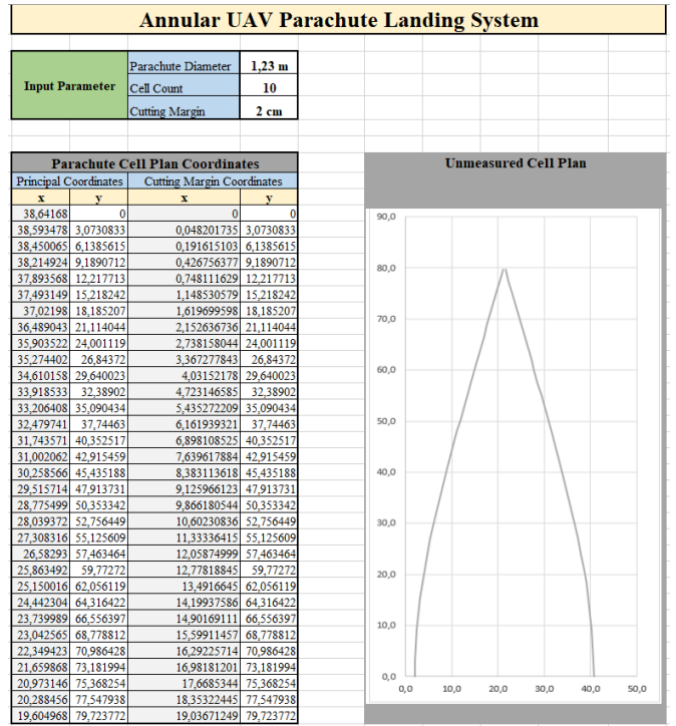 Annular UAV Parachute Landing System
Input Parameter
Parachute Diameter 1,23 m
Cell Count 10
Cutting Margin 2 cm
Parachute Cell Plan Coordinates
Principal Coordinates Cutting Margin Coordinates
x y x y
38,64168 0 0 0
38,593478 3,0730833 0,048201735 3,0730833
38,450065 6,1385615 0,191615103 6,1385615
38,214924 9,1890712 0,426756377 9,1890712
37,893568 12,217713 0,748111629 12,217713
37,493149 15,218242 1,148530579 15,218242
37,02198 18,185207 1,619699598 18,185207
36,489043 21,114044 2,152636736 21,114044
35,903522 24,001119 2,738158044 24,001119
35,274402 26,84372 3,367277843 26,84372
34,610158 29,640023 4,03152178 29,640023
33,918533 32,38902 4,723146585 32,38902
33,206408 35,090434 5,435272209 35,090434
32,479741 37,74463 6,161939321 37,74463
31,743571 40,352517 6,898108525 40,352517
31,002062 42,915459 7,639617884 42,915459
30,258566 45,435188 8,383113618 45,435188
29,515714 47,913731 9,125966123 47,913731
28,775499 50,353342 9,866180544 50,353342
28,039372 52,756449 10,60230836 52,756449
27,308316 55,125609 11,33336415 55,125609
26,58293 57,463464 12,05874999 57,463464
25,863492 59,77272 12,77818845 59,77272
25,150016 62,056119 13,4916645 62,056119
24,442304 64,316422 14,19937586 64,316422
23,739989 66,556397 14,90169111 66,556397
23,042565 68,778812 15,59911457 68,778812
22,349423 70,986428 16,29225714 70,986428
21,659868 73,181994 16,98181201 73,181994
20,973146 75,368254 17,6685344 75,368254
20,288456 77,547938 18,35322445 77,547938
19,604968 79,723772 19,03671249 79,723772
Unmeasured Cell Plan
90,0
80,0
70,0
60,0
50,0
40,0
30,0
20,0
10,0
0,0
0,0 10,0 20,0 30,0 40,0 50,0